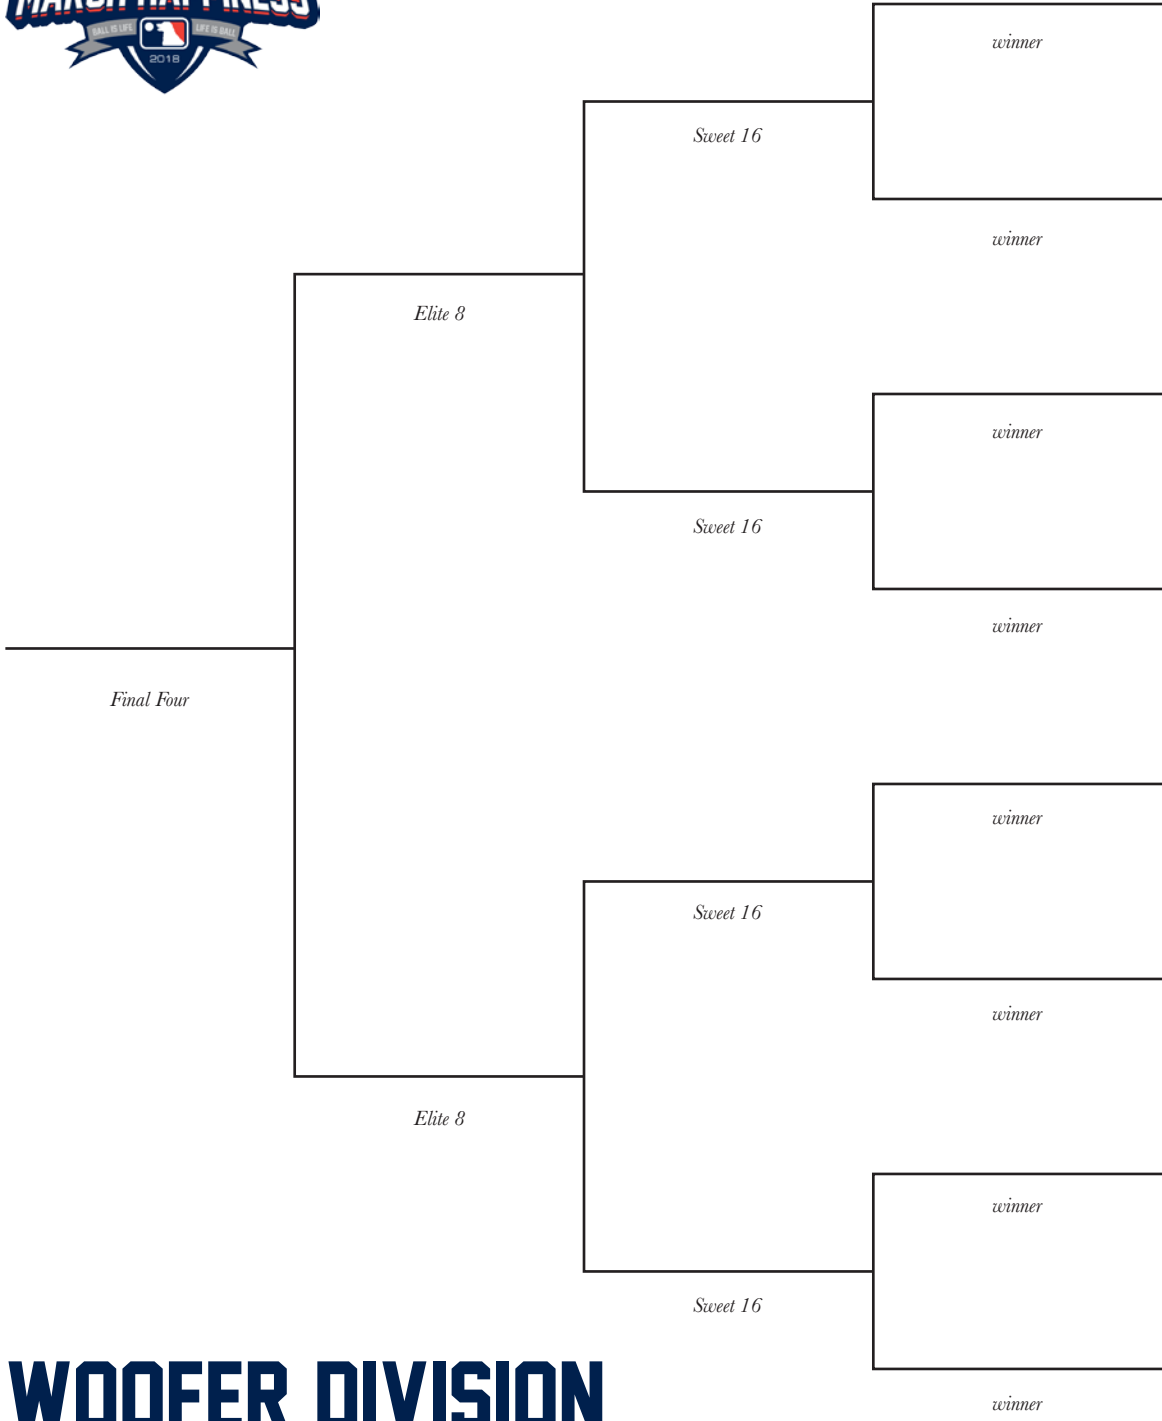 MARCH HAPPINESS
BALL IS LIFE
LIFE IS BALL
2018
winner
Sweet 16
winner
Elite 8
winner
Sweet 16
winner
Final Four
winner
Sweet 16
winner
Elite 8
winner
Sweet 16
winner
WOOFER DIVISION